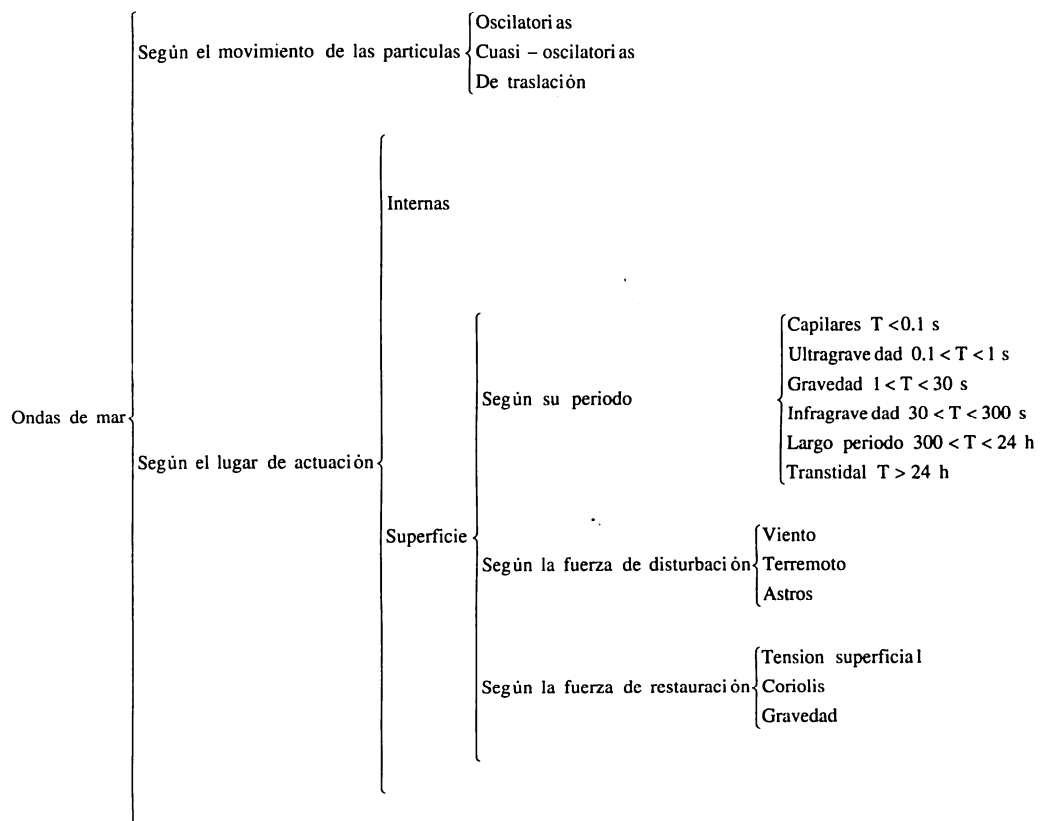 Ondas de mar
Según el movimiento de las particulas
Oscilatorias
Cuasi – oscilatorias
De traslación
Según el lugar de actuación
Internas
Superficie
Según su periodo
Capilares T <0.1 s
Ultragravedad 0.1 < T < 1 s
Gravedad 1 < T < 30 s
Infragravedad 30 < T < 300 s
Largo periodo 300 < T < 24 h
Transtidal T > 24 h
Según la fuerza de disturbación
Viento
Terremoto
Astros
Según la fuerza de restauración
Tension superficial
Coriolis
Gravedad